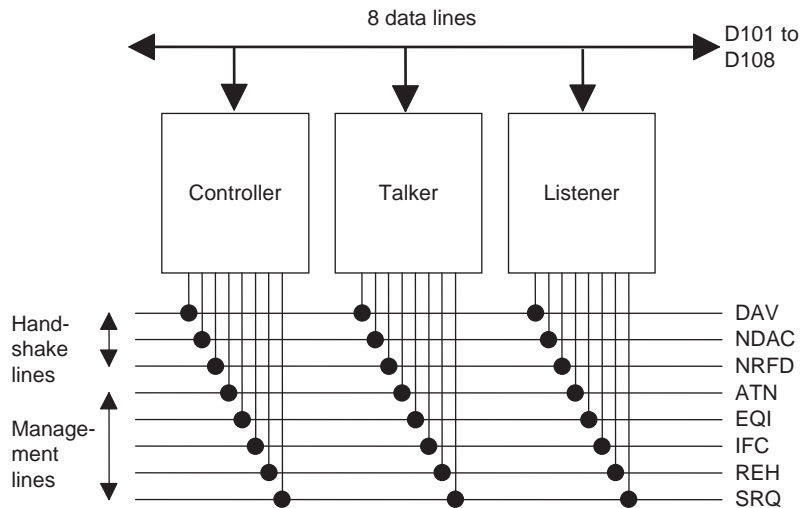 8 data lines
D101 to
D108
Controller
Talker
Listener
Hand-
shake
lines
DAV
NDAC
NRFD
Manage-
ment
lines
ATN
EQI
IFC
REH
SRQ